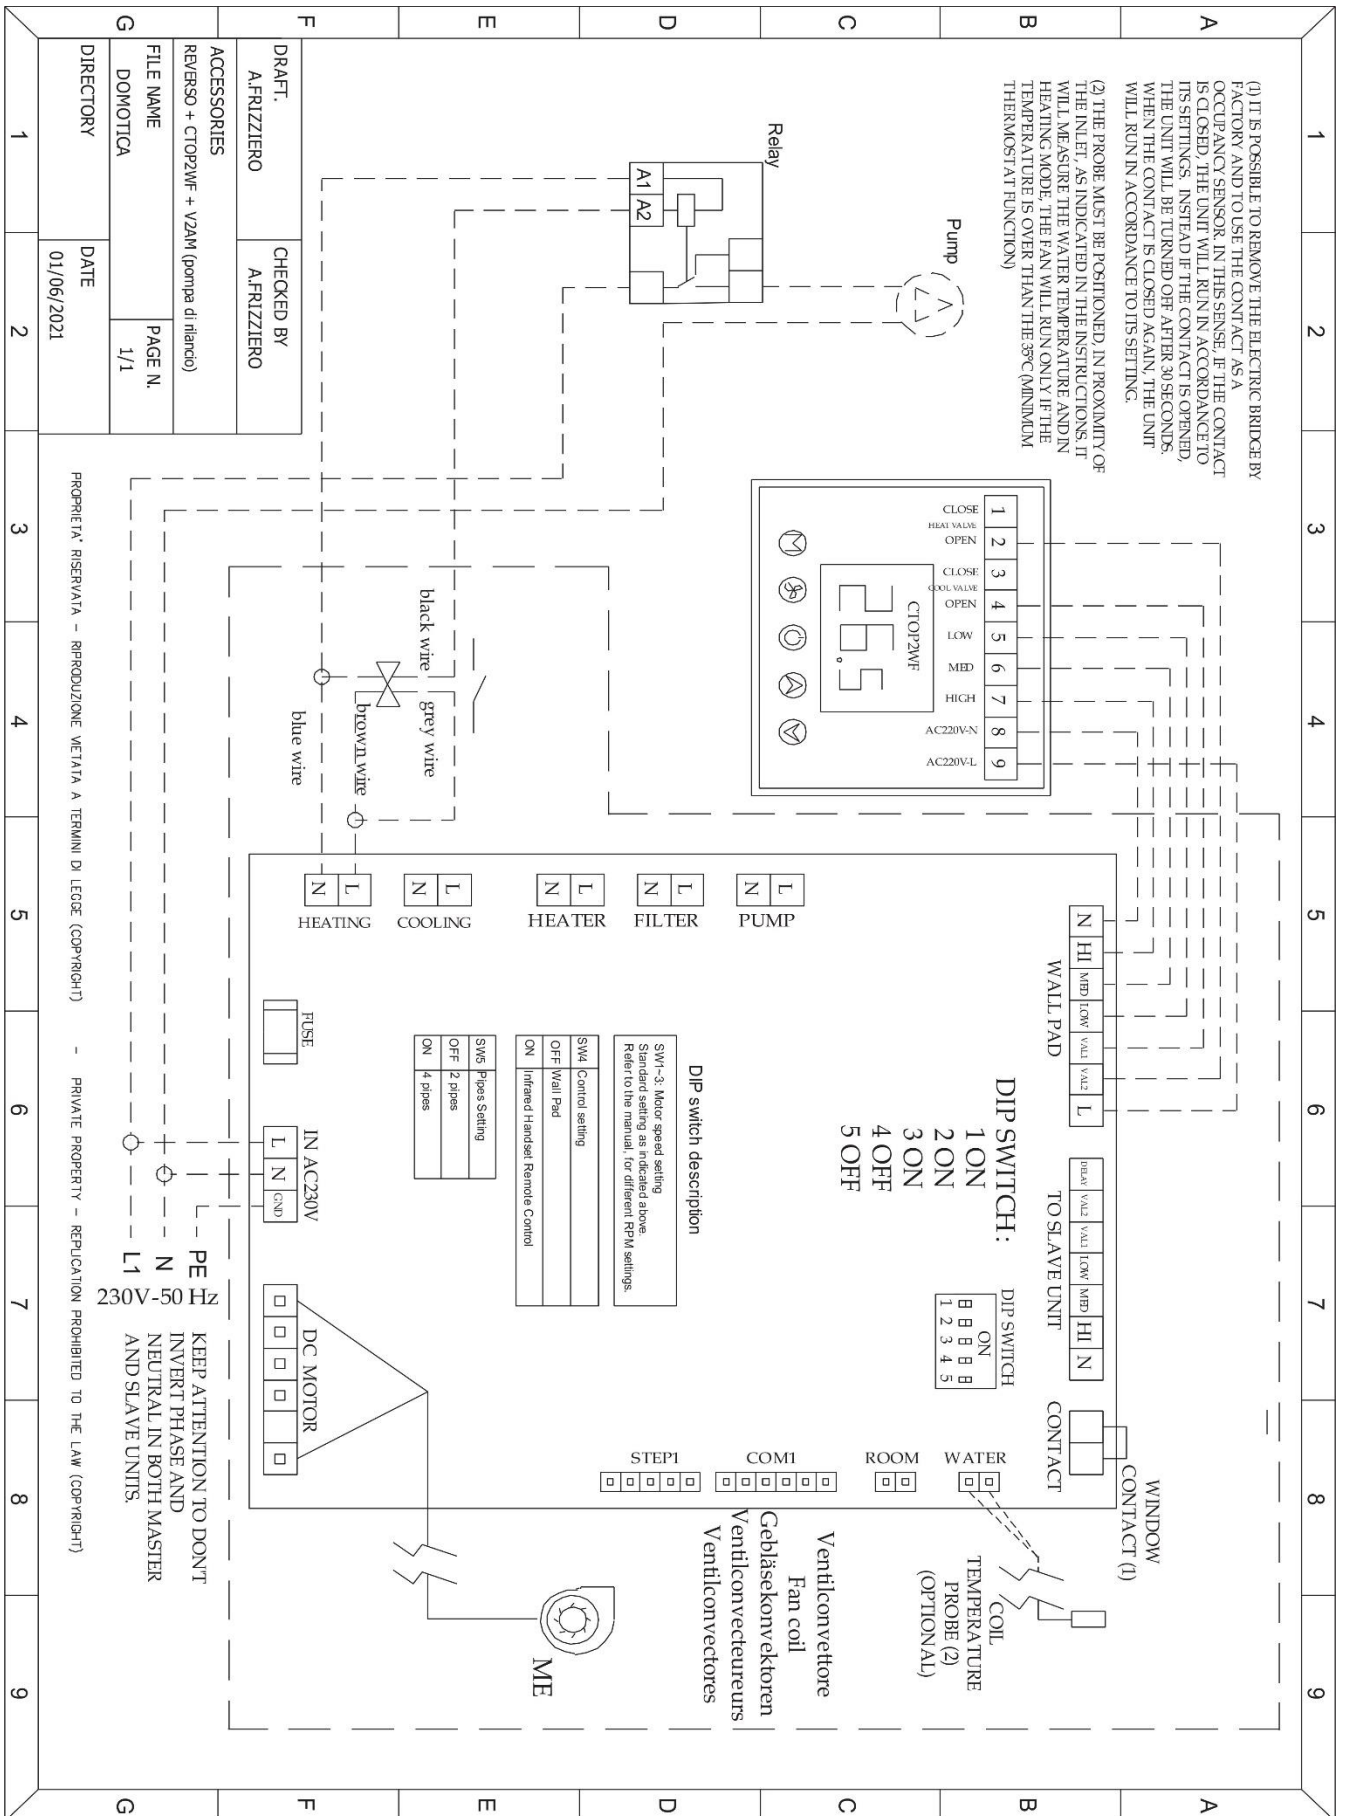 A
B
C
D
E
F
G
1
2
3
4
5
6
7
8
9
(1) IT IS POSSIBLE TO REMOVE THE ELECTRIC BRIDGE BY
FACTORY AND TO USE THE CONTACT AS A
OCCUPANCY SENSOR. IN THIS SENSE, IF THE CONTACT
IS CLOSED, THE UNIT WILL RUN IN ACCORDANCE TO
ITS SETTINGS. INSTEAD IF THE CONTACT IS OPENED,
THE UNIT WILL BE TURNED OFF AFTER 30 SECONDS.
WHEN THE CONTACT IS CLOSED AGAIN, THE UNIT
WILL RUN IN ACCORDANCE TO ITS SETTING.
(2) THE PROBE MUST BE POSITIONED, IN PROXIMITY OF
THE INLET, AS INDICATED IN THE INSTRUCTIONS. IT
WILL MEASURE THE WATER TEMPERATURE AND IN
HEATING MODE, THE FAN WILL RUN ONLY IF THE
TEMPERATURE IS OVER THAN THE 35°C (MINIMUM
THERMOSTAT FUNCTION)
Pump
Relay
A1
A2
1 2 3 4 5 6 7 8 9
CLOSE
HEAT VALVE
OPEN
CLOSE
COOL VALVE
OPEN
LOW
MED
HIGH
AC220V-N
AC220V-L
CTOP2WF
26.5
black wire
grey wire
brown wire
blue wire
N HI MED LOW VAL1 VAL2 L
WALL PAD
DELAY VAL2 VAL1 LOW MED HI N
TO SLAVE UNIT
CONTACT
WINDOW
CONTACT (1)
DIP SWITCH:
1 ON
2 ON
3 ON
4 OFF
5 OFF
DIP SWITCH
ON
1 2 3 4 5
WATER
ROOM
COM1
STEP1
COIL
TEMPERATURE
PROBE (2)
(OPTIONAL)
L
N
PUMP
L
N
FILTER
L
N
HEATER
L
N
COOLING
L
N
HEATING
DIP switch description
SW1~3: Motor speed setting
Standard setting as indicated above.
Refer to the manual, for different RPM settings.
SW4 Control setting
OFF Wall Pad
ON Infrared Handset Remote Control
SW5 Pipes Setting
OFF 2 pipes
ON 4 pipes
FUSE
IN AC230V
L N GND
DC MOTOR
Ventilconvettore
Fan coil
Gebläsekonvektoren
Ventilconvecteureurs
Ventilconvectores
ME
PE
N
L1
230V-50 Hz
KEEP ATTENTION TO DON'T
INVERT PHASE AND
NEUTRAL IN BOTH MASTER
AND SLAVE UNITS.
DRAFT.
A.FRIZZIERO
CHECKED BY
A.FRIZZIERO
ACCESSORIES
REVERSO + CTOP2WF + V2AM (pompa di rilancio)
FILE NAME
DOMOTICA
PAGE N.
1/1
DIRECTORY
DATE
01/06/2021
PROPRIETA' RISERVATA - RIPRODUZIONE VIETATA A TERMINI DI LEGGE (COPYRIGHT) - PRIVATE PROPERTY - REPLICATION PROHIBITED TO THE LAW (COPYRIGHT)
1
2
3
4
5
6
7
8
9
A
B
C
D
E
F
G